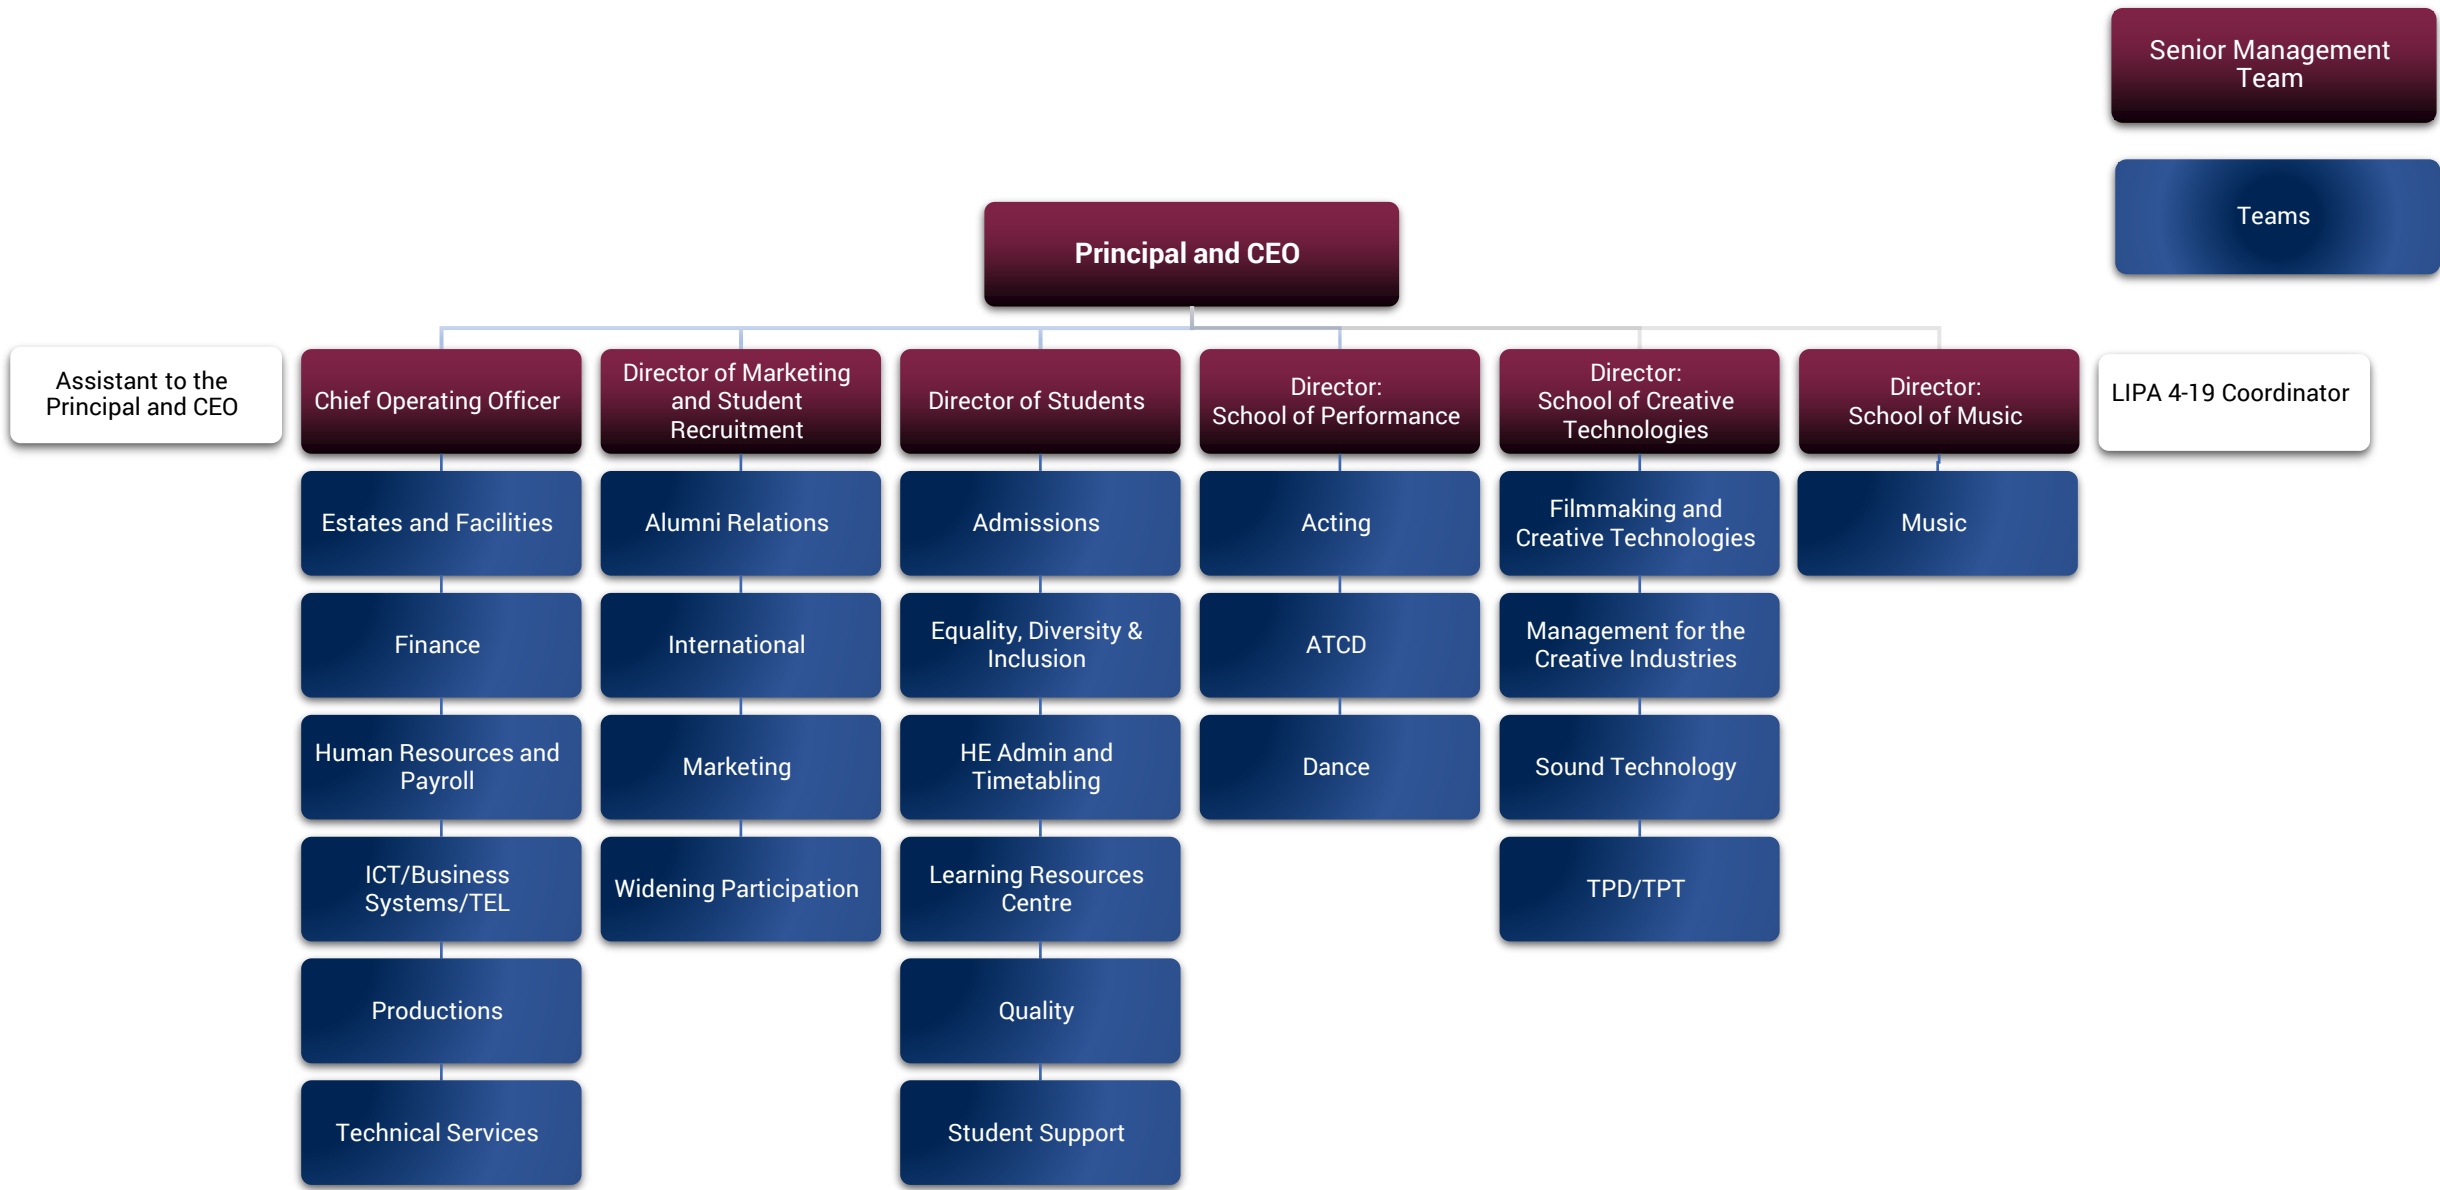 Senior Management
Team
Teams
Principal and CEO
Assistant to the
Principal and CEO
Chief Operating Officer
Director of Marketing
and Student
Recruitment
Director of Students
Director:
School of Performance
Director:
School of Creative
Technologies
Director:
School of Music
LIPA 4-19 Coordinator
Estates and Facilities
Alumni Relations
Admissions
Acting
Filmmaking and
Creative Technologies
Music
Finance
International
Equality, Diversity &
Inclusion
ATCD
Management for the
Creative Industries
Human Resources and
Payroll
Marketing
HE Admin and
Timetabling
Dance
Sound Technology
ICT/Business
Systems/TEL
Widening Participation
Learning Resources
Centre
TPD/TPT
Productions
Quality
Technical Services
Student Support